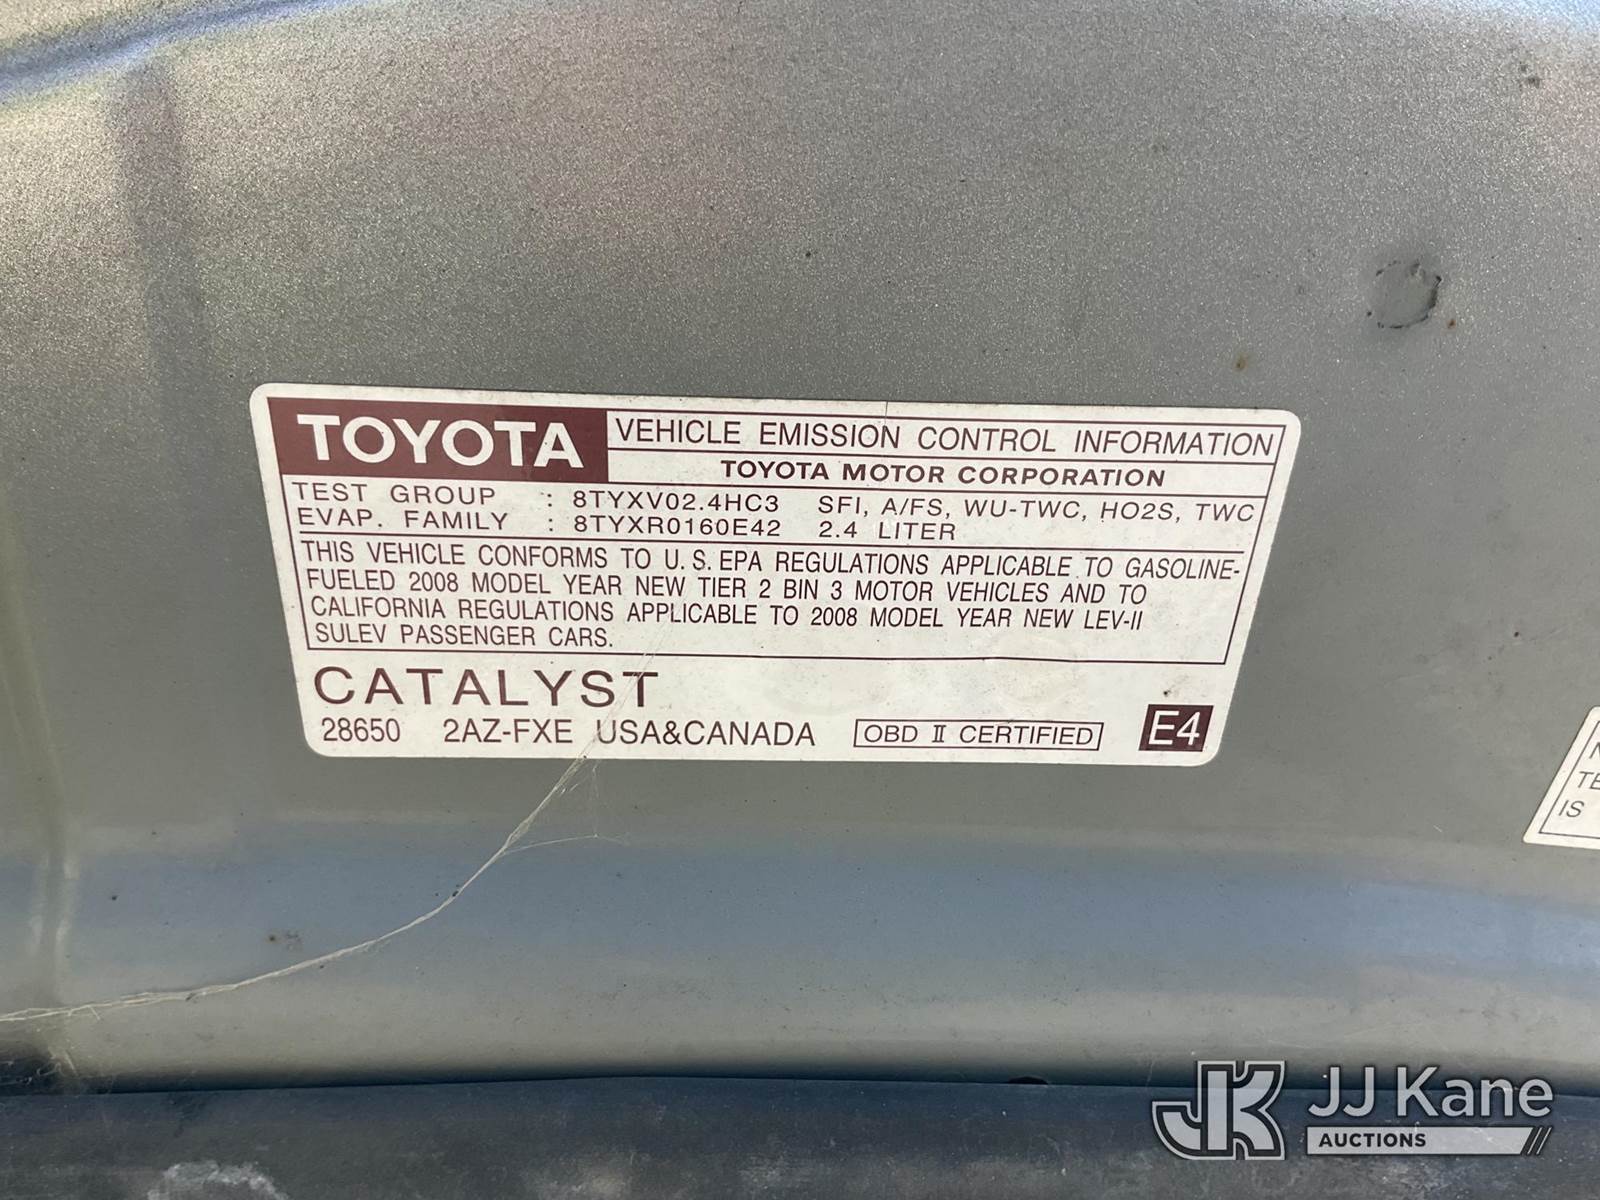 TOYOTA VEHICLE EMISSION CONTROL INFORMATION
TOYOTA MOTOR CORPORATION
TEST GROUP : 8TYXV02.4HC3 SFI, A/FS, WU-TWC, HO2S, TWC
EVAP. FAMILY : 8TYXR0160E42 2.4 LITER
THIS VEHICLE CONFORMS TO U.S. EPA REGULATIONS APPLICABLE TO GASOLINE-
FUELED 2008 MODEL YEAR NEW TIER 2 BIN 3 MOTOR VEHICLES AND TO
CALIFORNIA REGULATIONS APPLICABLE TO 2008 MODEL YEAR NEW LEV-II
SULEV PASSENGER CARS.
CATALYST
28650 2AZ-FXE USA&CANADA OBD II CERTIFIED E4
IS
JK JJ Kane
AUCTIONS